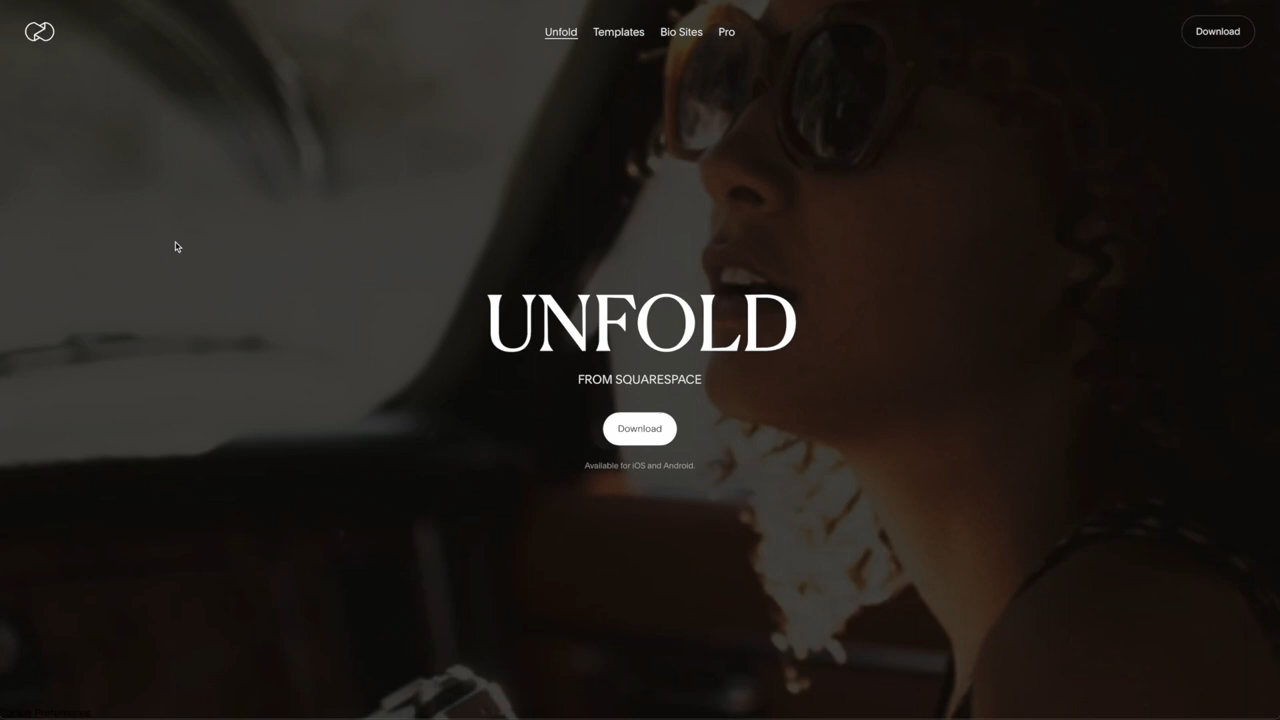 Unfold
Templates
Bio Sites
Pro
Download
UNFOLD
FROM SQUARESPACE
Download
Available for iOS and Android.